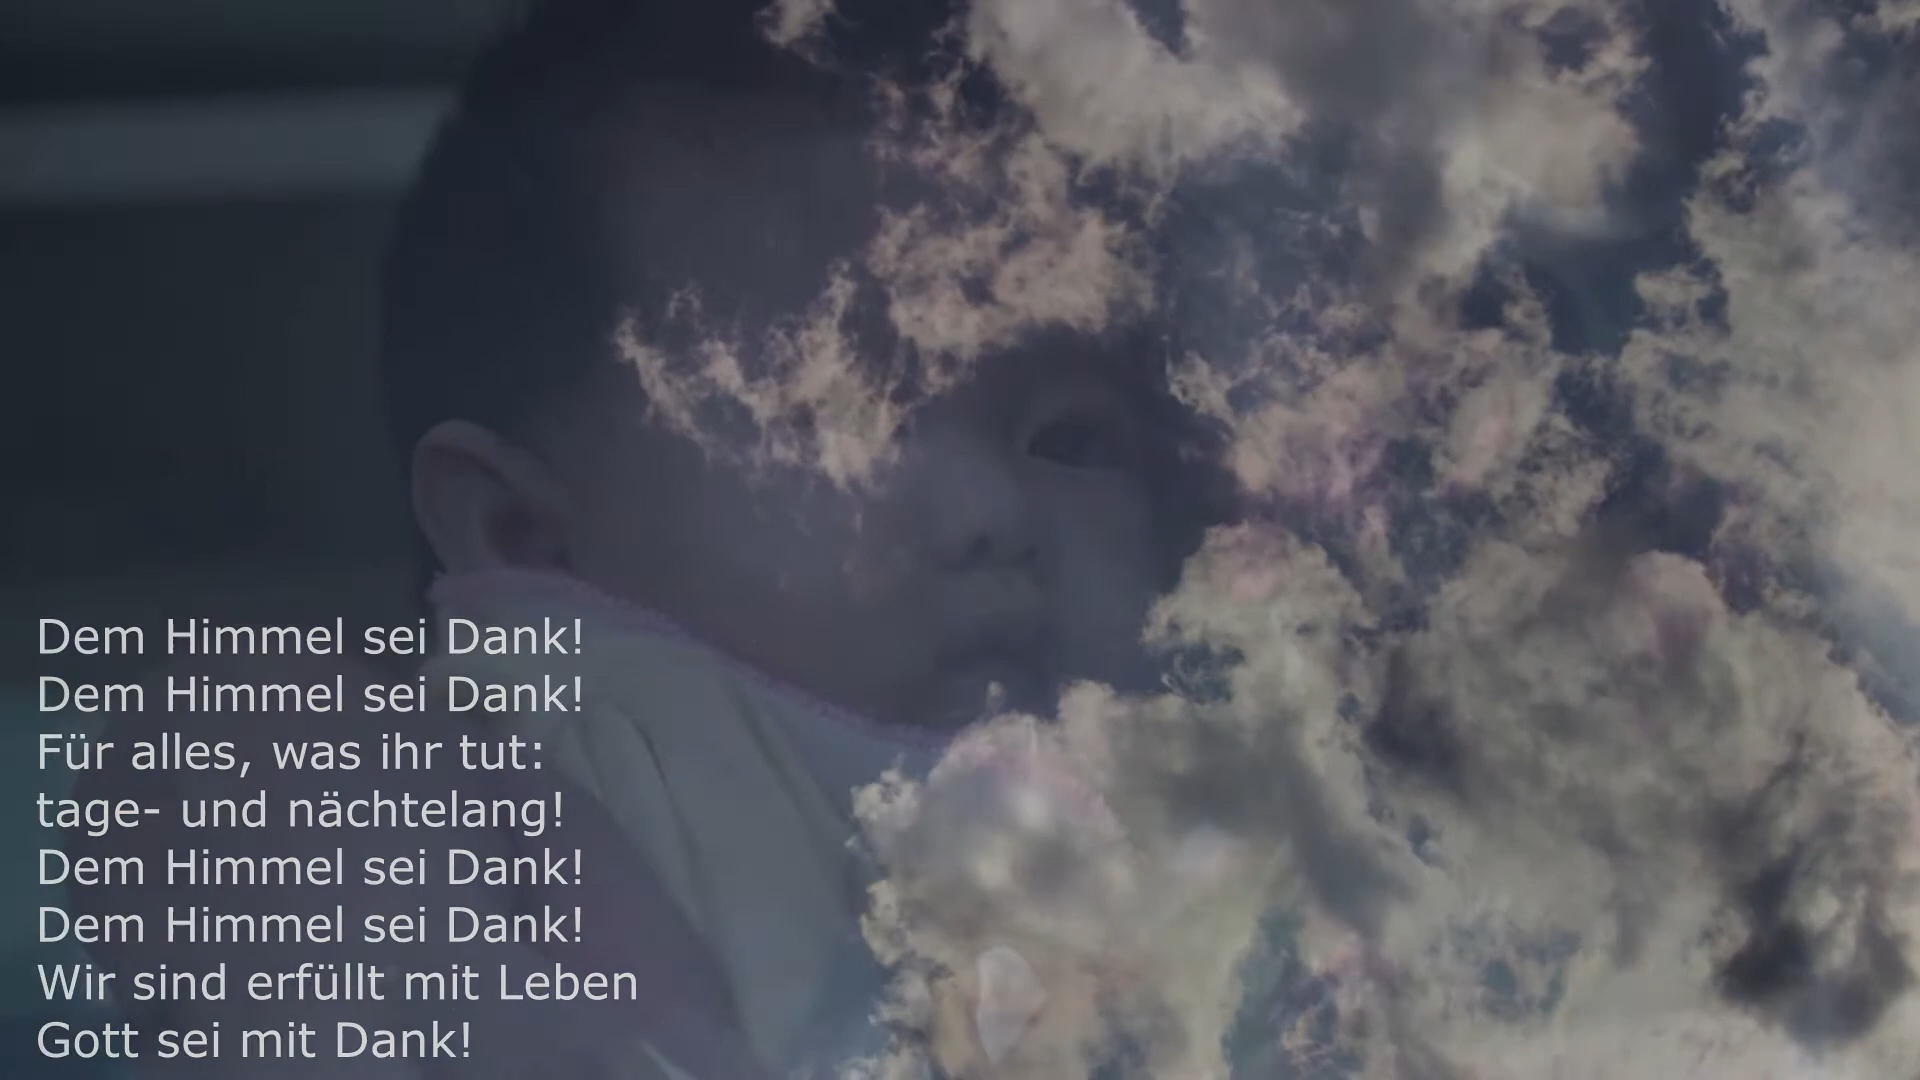 Dem Himmel sei Dank!
Dem Himmel sei Dank!
Für alles, was ihr tut:
tage- und nächtelang!
Dem Himmel sei Dank!
Dem Himmel sei Dank!
Wir sind erfüllt mit Leben
Gott sei mit Dank!